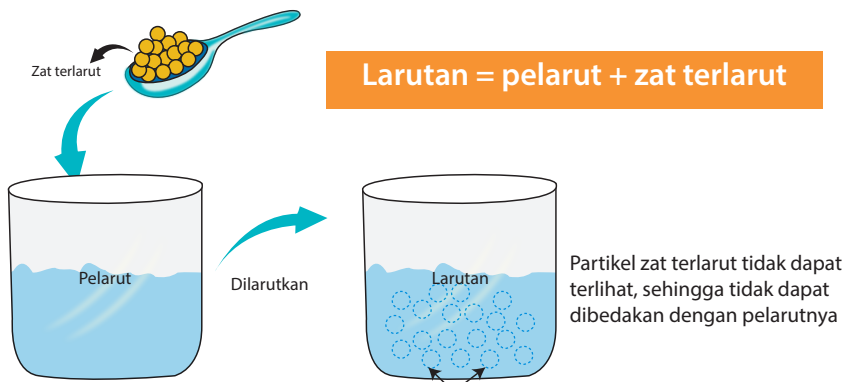 Zat terlarut
Larutan = pelarut + zat terlarut
Pelarut
Dilarutkan
Larutan
Partikel zat terlarut tidak dapat
terlihat, sehingga tidak dapat
dibedakan dengan pelarutnya